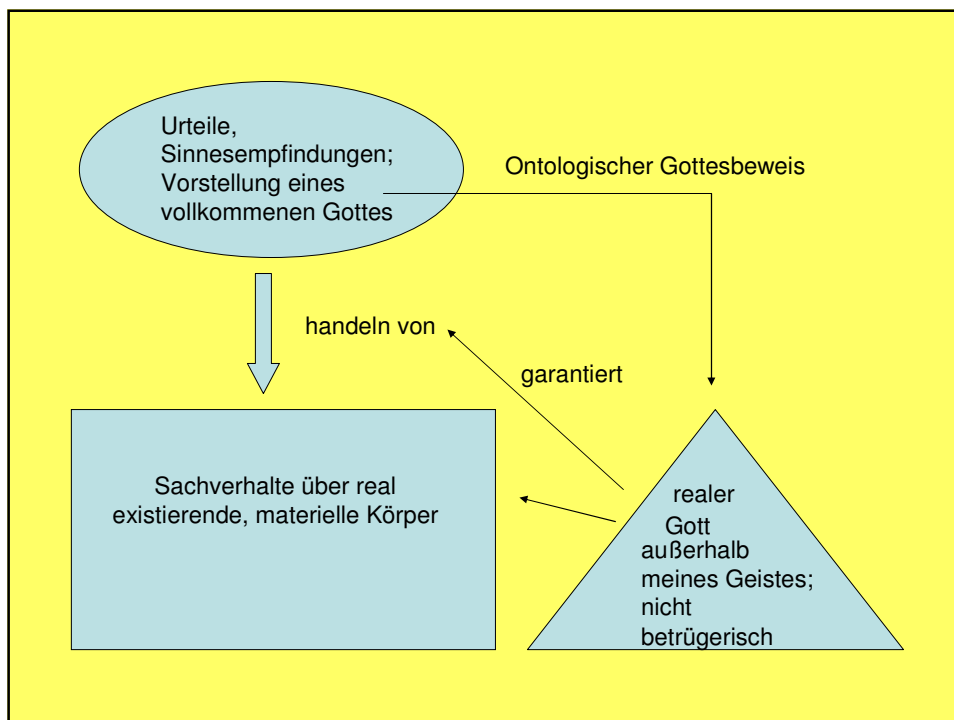 Urteile,
Sinnesempfindungen;
Vorstellung eines
vollkommenen Gottes
Ontologischer Gottesbeweis
handeln von
garantiert
Sachverhalte über real
existierende, materielle Körper
realer
Gott
außerhalb
meines Geistes;
nicht
betrügerisch